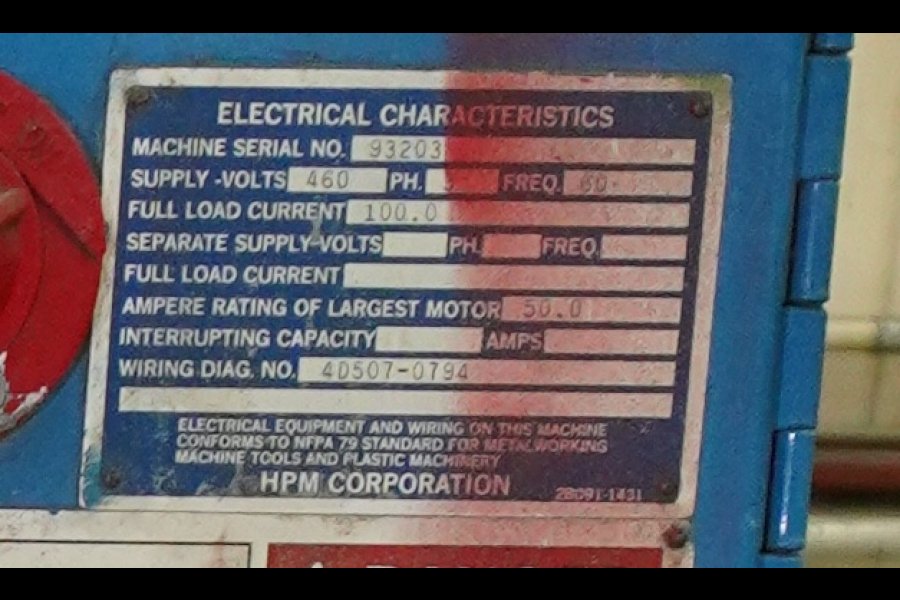 ELECTRICAL CHARACTERISTICS
MACHINE SERIAL NO. 93203
SUPPLY -VOLTS 460 PH. FREQ. 60
FULL LOAD CURRENT 100.0
SEPARATE SUPPLY-VOLTS PH. FREQ.
FULL LOAD CURRENT
AMPERE RATING OF LARGEST MOTOR 50.0
INTERRUPTING CAPACITY AMPS
WIRING DIAG. NO. 4D507-0794
ELECTRICAL EQUIPMENT AND WIRING ON THIS MACHINE
CONFORMS TO NFPA 79 STANDARD FOR METALWORKING
MACHINE TOOLS AND PLASTIC MACHINERY
HPM CORPORATION